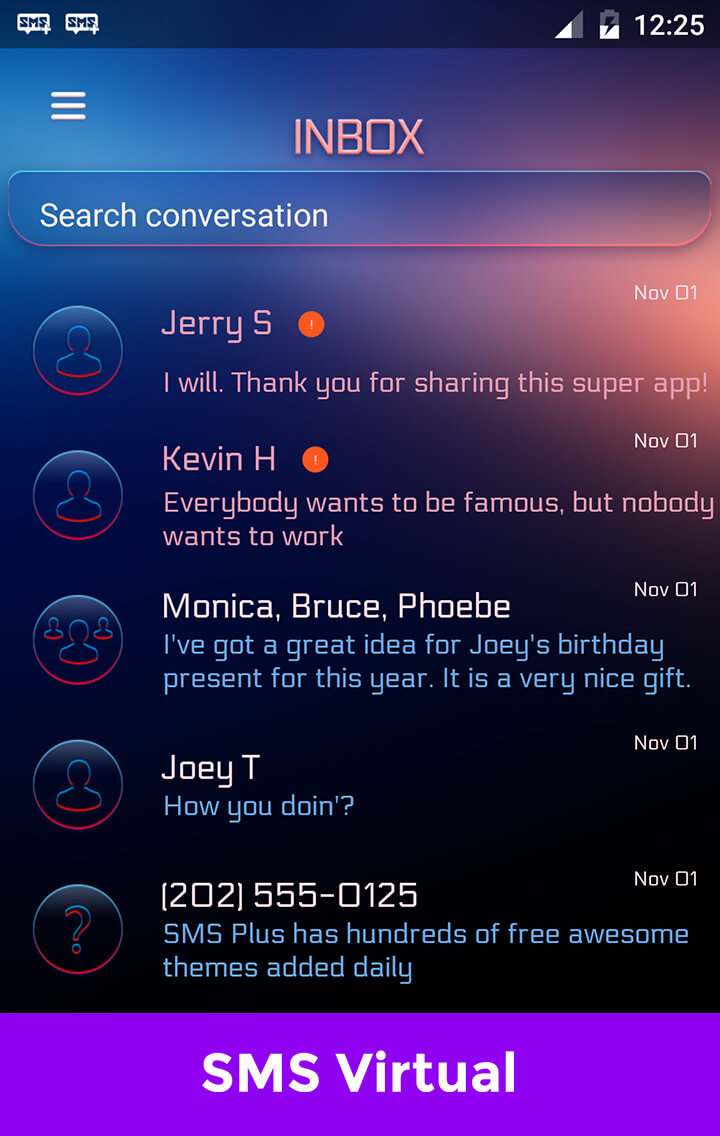 SMS SMS 12:25
INBOX
Search conversation
Nov 01
Jerry S !
I will. Thank you for sharing this super app!
Nov 01
Kevin H !
Everybody wants to be famous, but nobody
wants to work
Nov 01
Monica, Bruce, Phoebe
I've got a great idea for Joey's birthday
present for this year. It is a very nice gift.
Nov 01
Joey T
How you doin'?
Nov 01
(202) 555-0125
?
SMS Plus has hundreds of free awesome
themes added daily
SMS Virtual